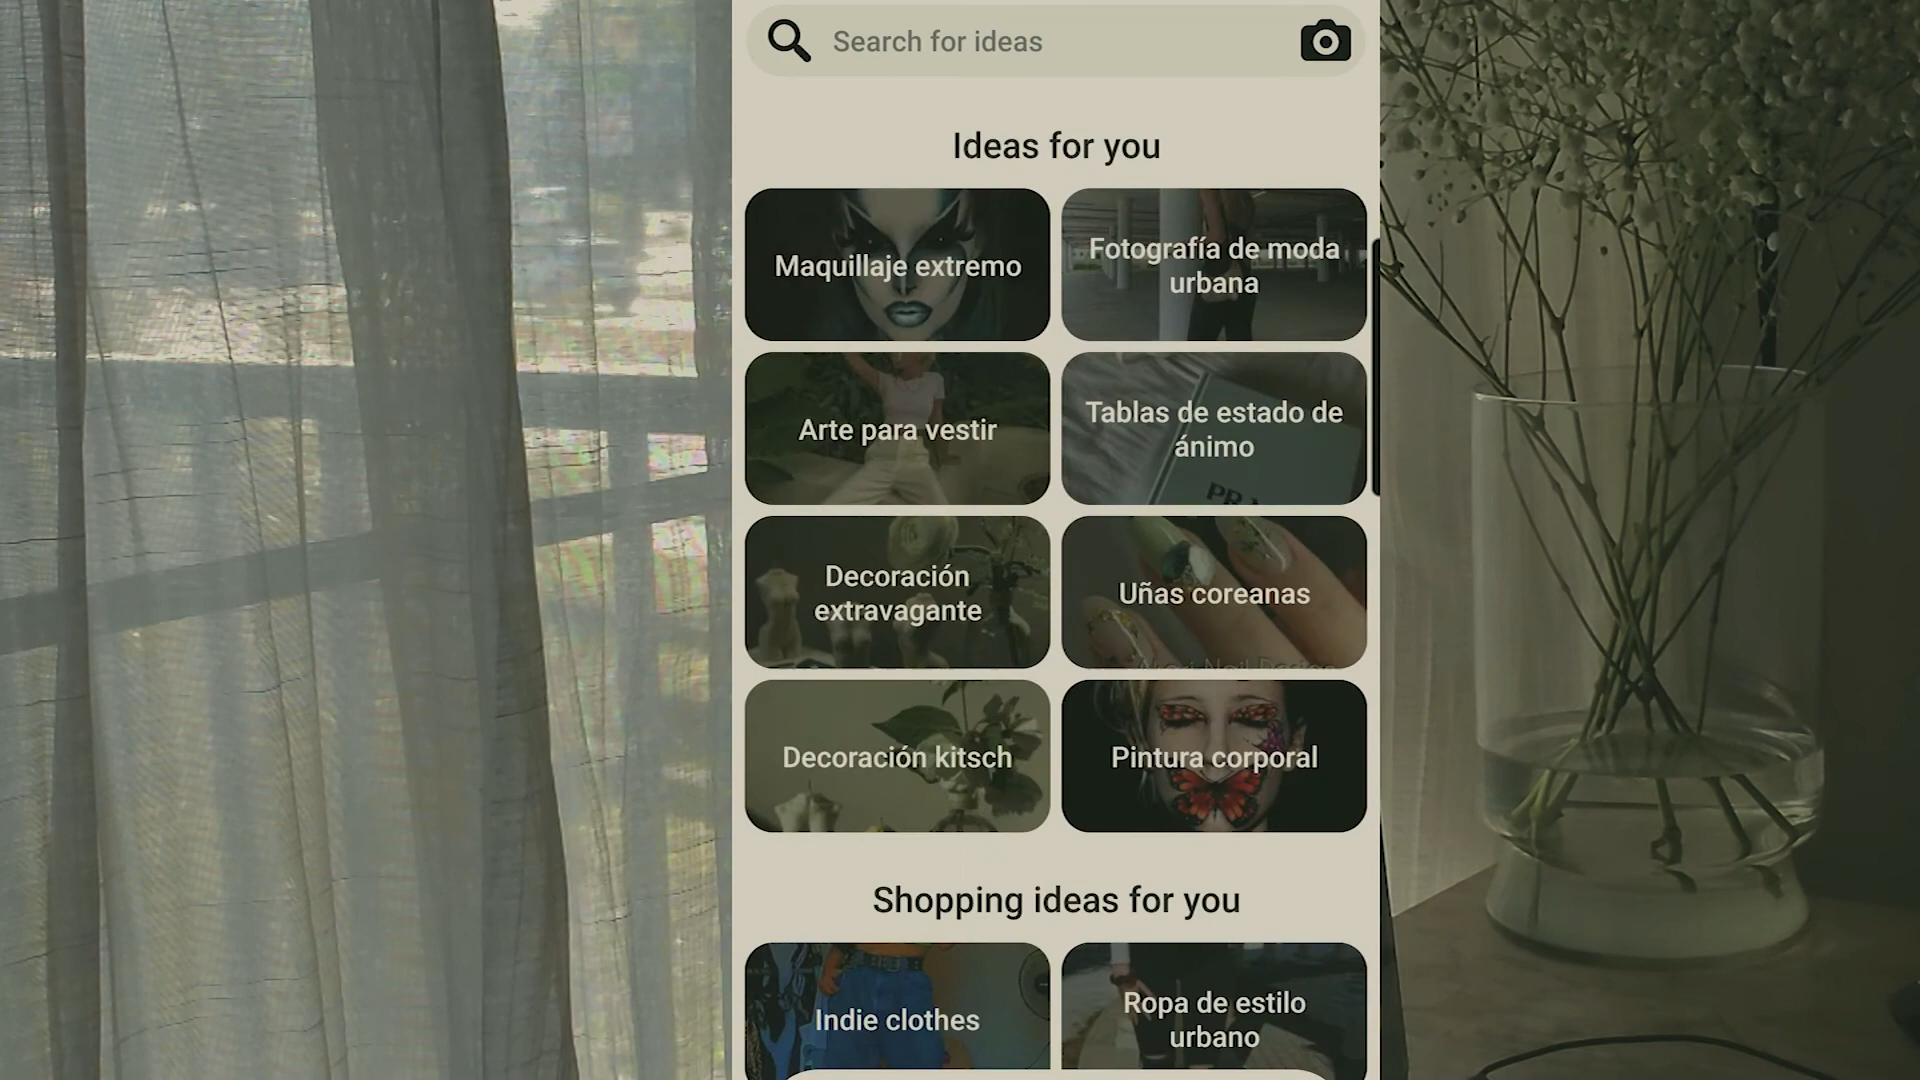 Search for ideas
Ideas for you
Maquillaje extremo
Fotografía de moda
urbana
Arte para vestir
Tablas de estado de
ánimo
Decoración
extravagante
Uñas coreanas
Nail Design
Decoración kitsch
Pintura corporal
Shopping ideas for you
Indie clothes
Ropa de estilo
urbano